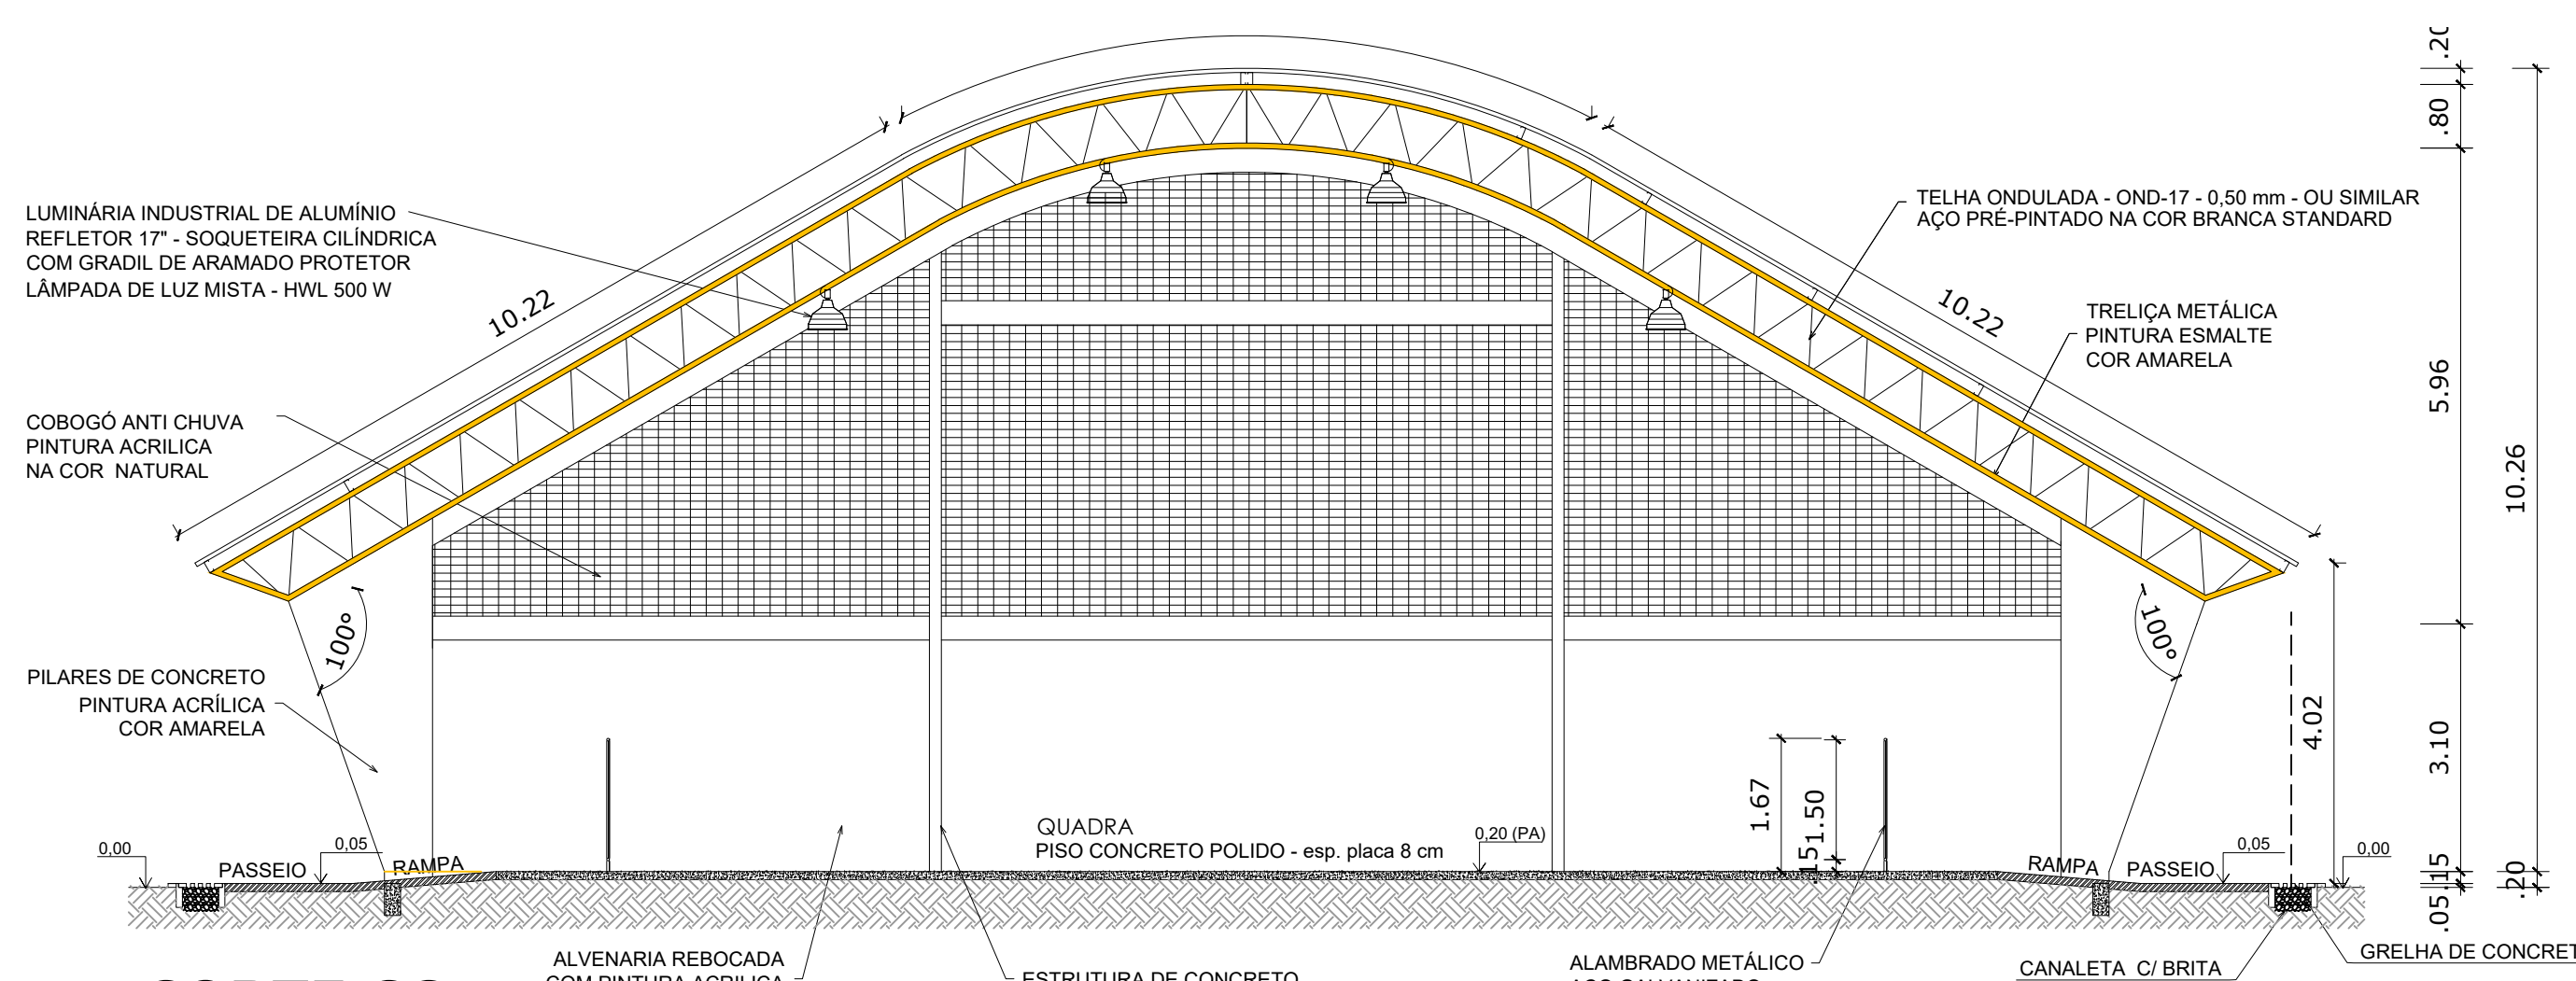 .20
.80
5.96
10.26
3.10
4.02
.15
.05
.20
LUMINÁRIA INDUSTRIAL DE ALUMÍNIO
REFLETOR 17" - SOQUETEIRA CILÍNDRICA
COM GRADIL DE ARAMADO PROTETOR
LÂMPADA DE LUZ MISTA - HWL 500 W
10.22
10.22
TELHA ONDULADA - OND-17 - 0,50 mm - OU SIMILAR
AÇO PRÉ-PINTADO NA COR BRANCA STANDARD
TRELIÇA METÁLICA
PINTURA ESMALTE
COR AMARELA
COBOGÓ ANTI CHUVA
PINTURA ACRILICA
NA COR NATURAL
100°
100°
PILARES DE CONCRETO
PINTURA ACRÍLICA
COR AMARELA
1.67
1.50
.15
QUADRA
PISO CONCRETO POLIDO - esp. placa 8 cm
0,20 (PA)
0,00
PASSEIO
0,05
RAMPA
RAMPA
PASSEIO
0,05
0,00
ALVENARIA REBOCADA
COM PINTURA ACRILICA
ESTRUTURA DE CONCRETO
ALAMBRADO METÁLICO
AÇO GALVANIZADO
CANALETA C/ BRITA
GRELHA DE CONCRET